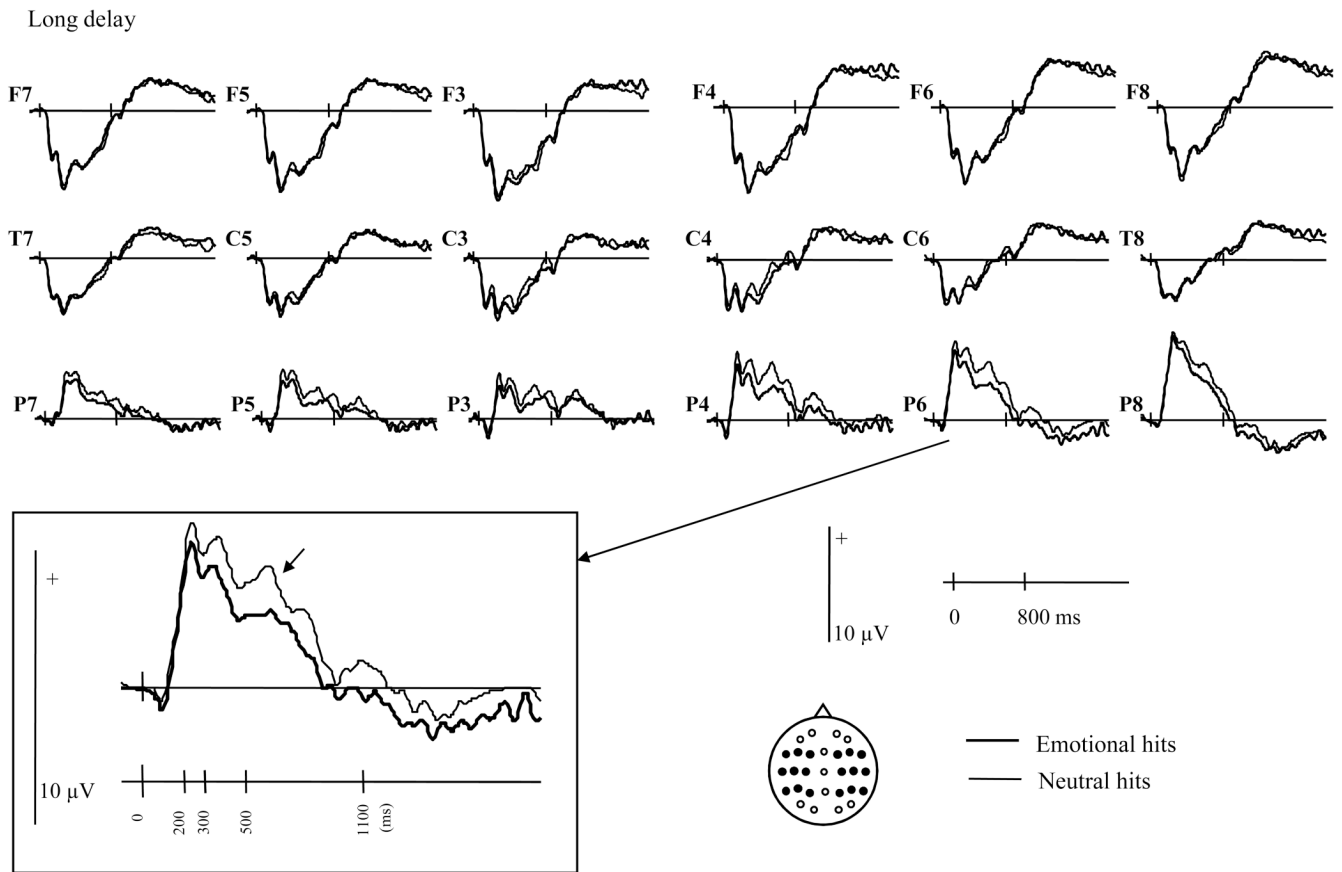 Long delay
F7 F5 F3 F4 F6 F8
T7 C5 C3 C4 C6 T8
P7 P5 P3 P4 P6 P8
+
10 µV
0 200 300 500 1100 (ms)
+
10 µV
0 800 ms
Emotional hits
Neutral hits